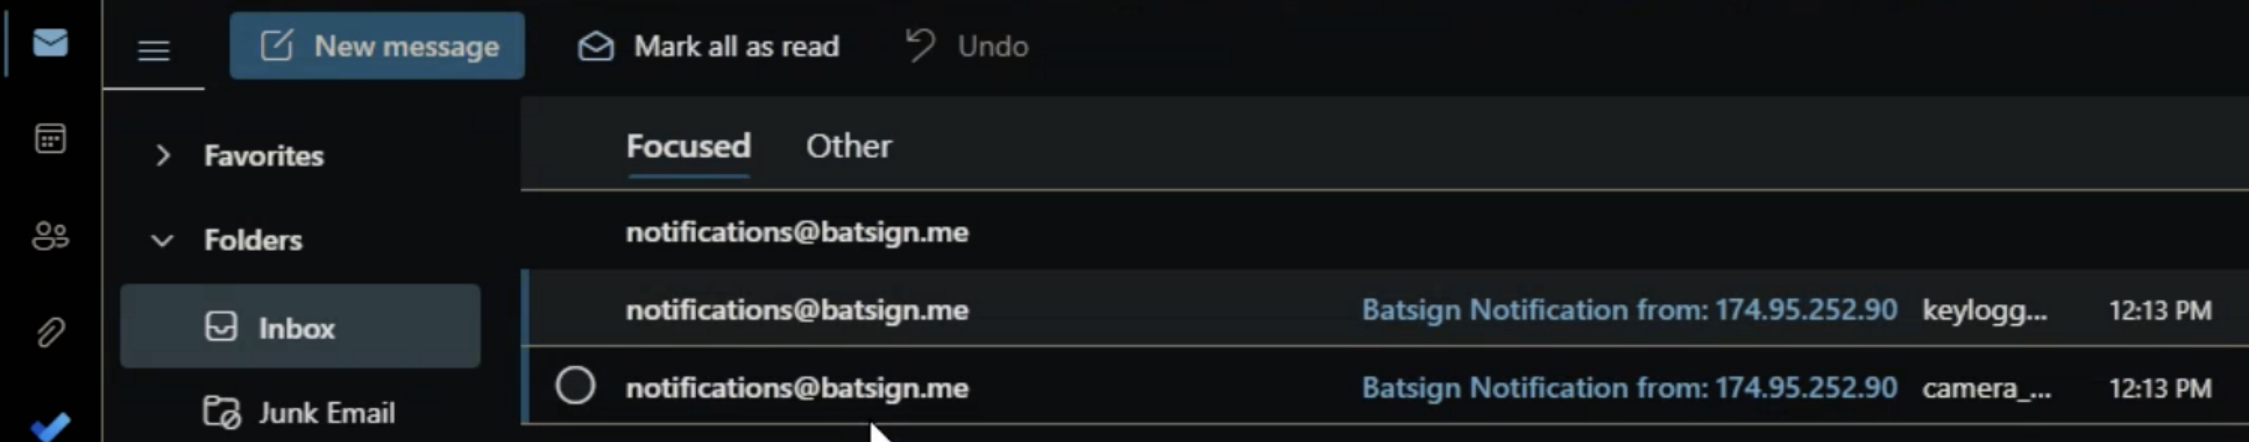 New message Mark all as read Undo
Focused Other
Favorites
notifications@batsign.me
Folders
notifications@batsign.me Batsign Notification from: 174.95.252.90 keylogg... 12:13 PM
Inbox
notifications@batsign.me Batsign Notification from: 174.95.252.90 camera_... 12:13 PM
Junk Email